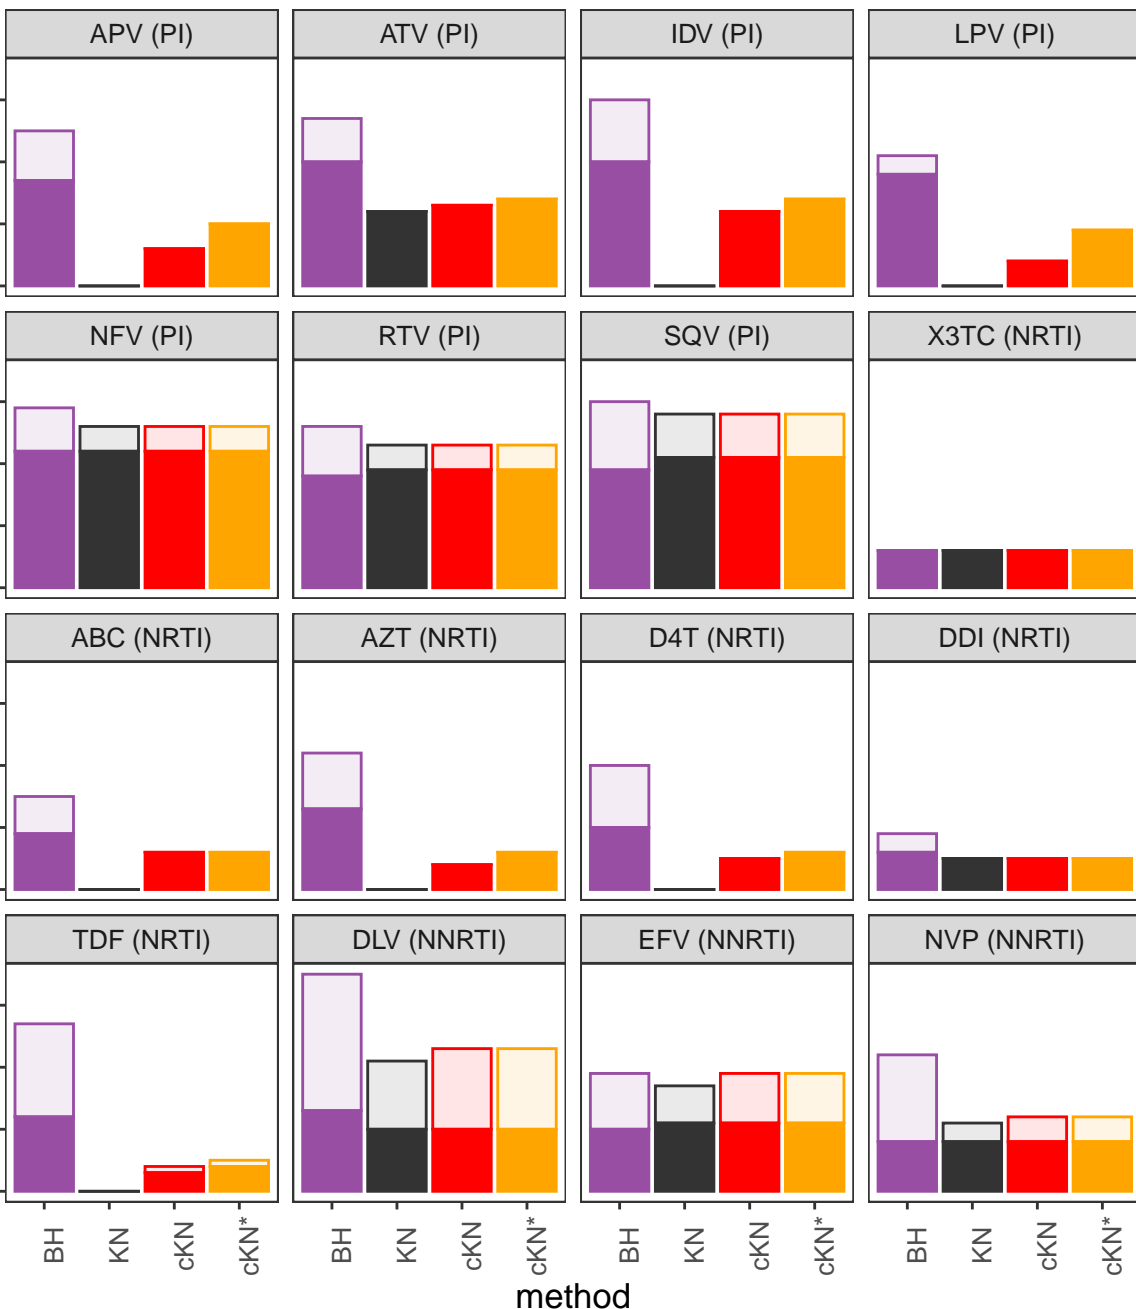 APV (PI) ATV (PI) IDV (PI) LPV (PI)
NFV (PI) RTV (PI) SQV (PI) X3TC (NRTI)
ABC (NRTI) AZT (NRTI) D4T (NRTI) DDI (NRTI)
TDF (NRTI) DLV (NNRTI) EFV (NNRTI) NVP (NNRTI)
BH KN cKN cKN* BH KN cKN cKN* BH KN cKN cKN* BH KN cKN cKN*
method